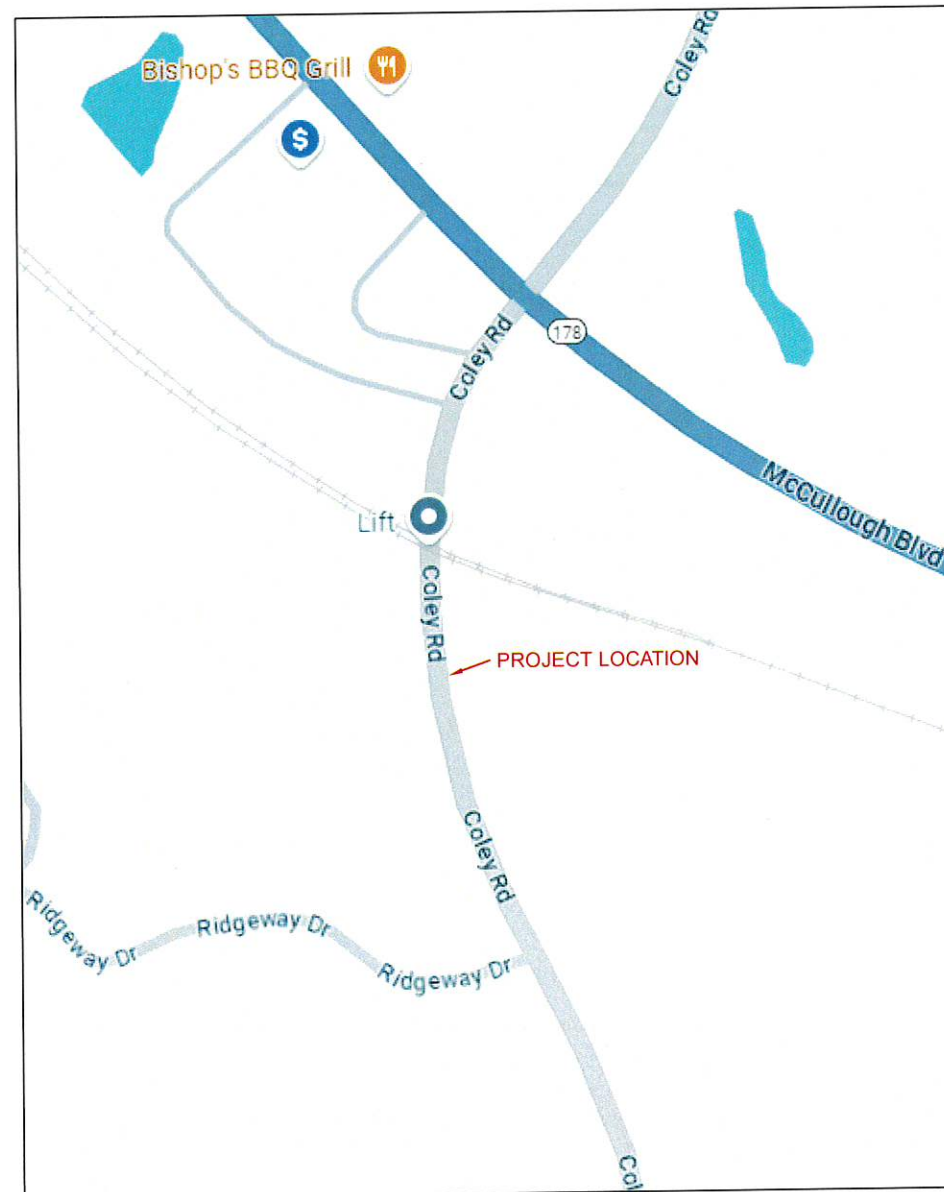 Coley Rd
Bishop's BBQ Grill
$
178
Coley Rd
McCullough Blvd
Lift
Coley Rd
PROJECT LOCATION
Coley Rd
Ridgeway Dr
Ridgeway Dr
Ridgeway Dr
Col